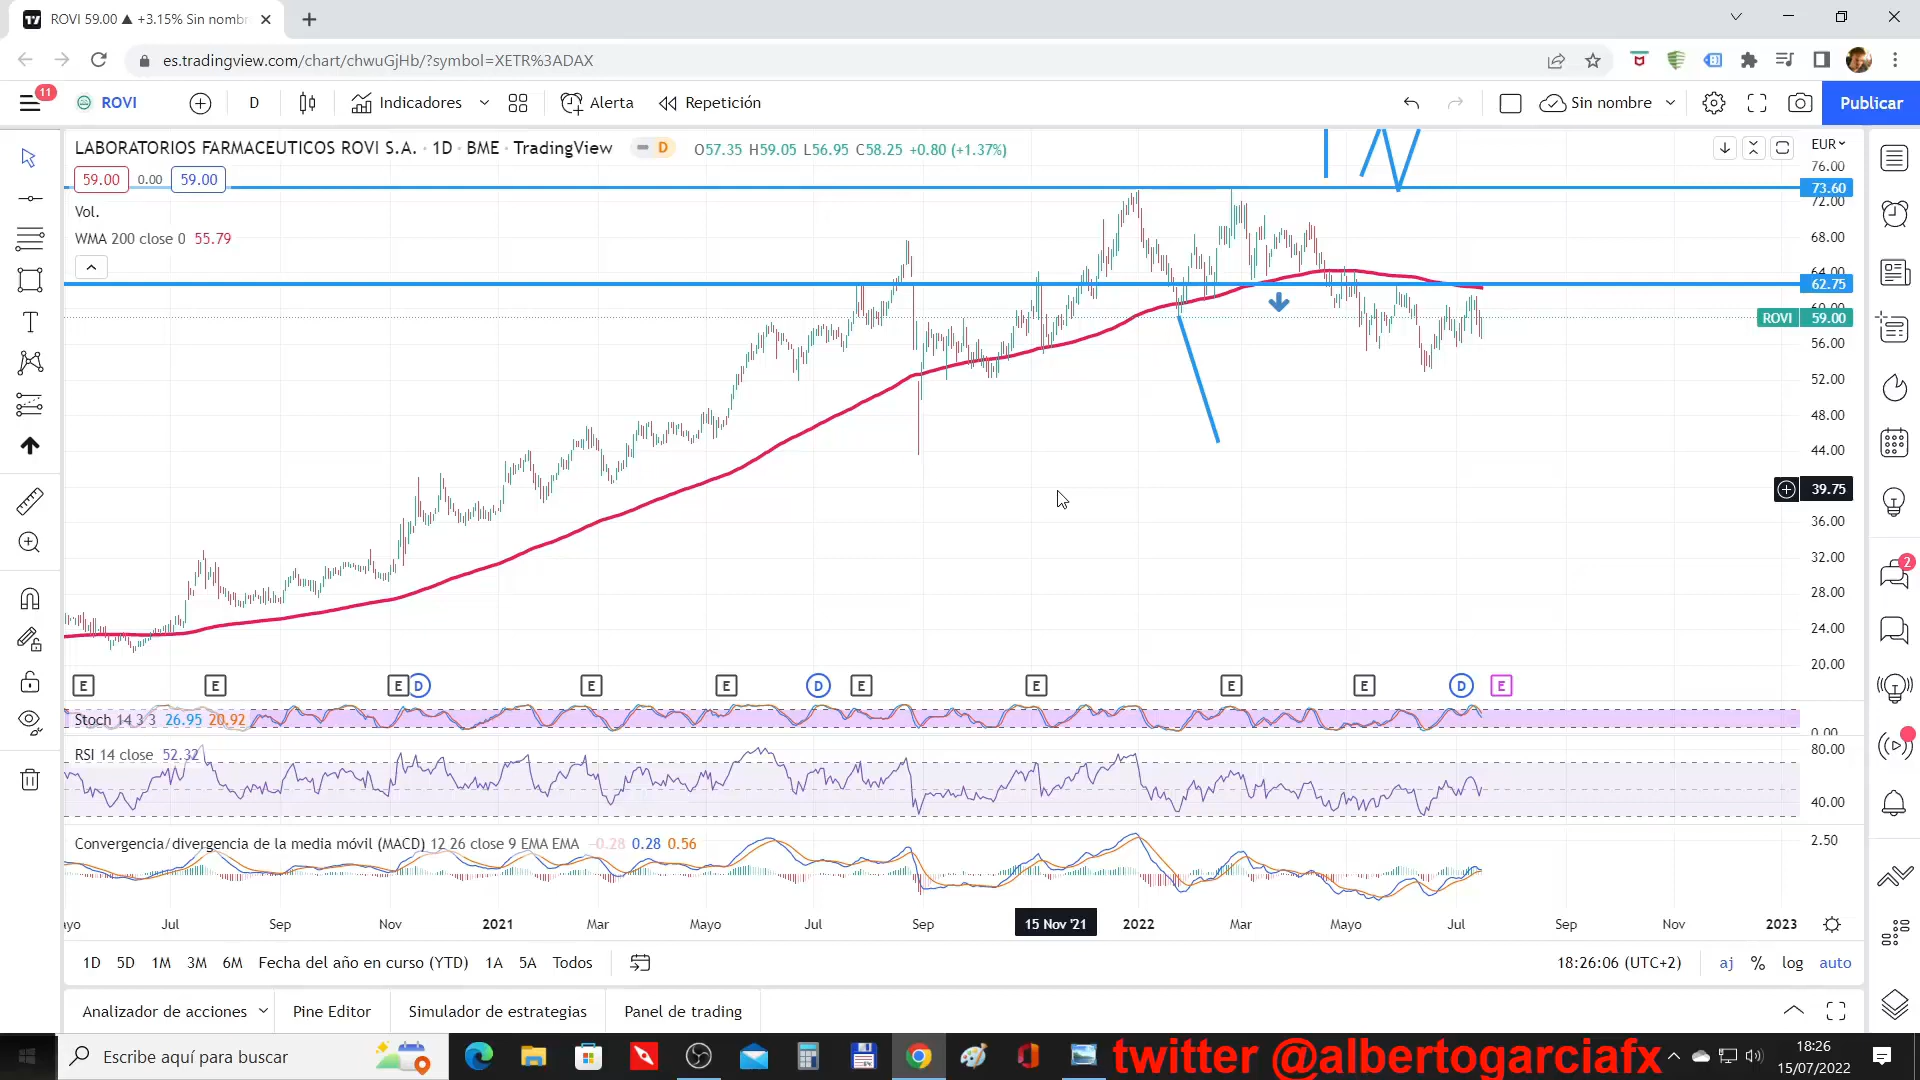 ROVI 59.00 ▲ +3.15% Sin nombr
es.tradingview.com/chart/chwuGjHb/?symbol=XETR%3ADAX
11
ROVI
D
Indicadores
Alerta
Repetición
Sin nombre
Publicar
LABORATORIOS FARMACEUTICOS ROVI S.A. · 1D · BME · TradingView
D
O57.35 H59.05 L56.95 C58.25 +0.80 (+1.37%)
EUR
59.00 0.00 59.00
Vol.
WMA 200 close 0 55.79
76.00
73.60
72.00
68.00
64.00
62.75
60.00
ROVI 59.00
56.00
52.00
48.00
44.00
39.75
36.00
32.00
28.00
24.00
20.00
E E E D E E D E E E E D E
Stoch 14 3 3 26.95 20.92
0.00
RSI 14 close 52.32
80.00
40.00
Convergencia/divergencia de la media móvil (MACD) 12 26 close 9 EMA EMA −0.28 0.28 0.56
2.50
2
ayo Jul Sep Nov 2021 Mar Mayo Jul Sep 15 Nov '21 2022 Mar Mayo Jul Sep Nov 2023
1D 5D 1M 3M 6M Fecha del año en curso (YTD) 1A 5A Todos
18:26:06 (UTC+2) aj % log auto
Analizador de acciones Pine Editor Simulador de estrategias Panel de trading
Escribe aquí para buscar
twitter @albertogarciafx
18:26
15/07/2022